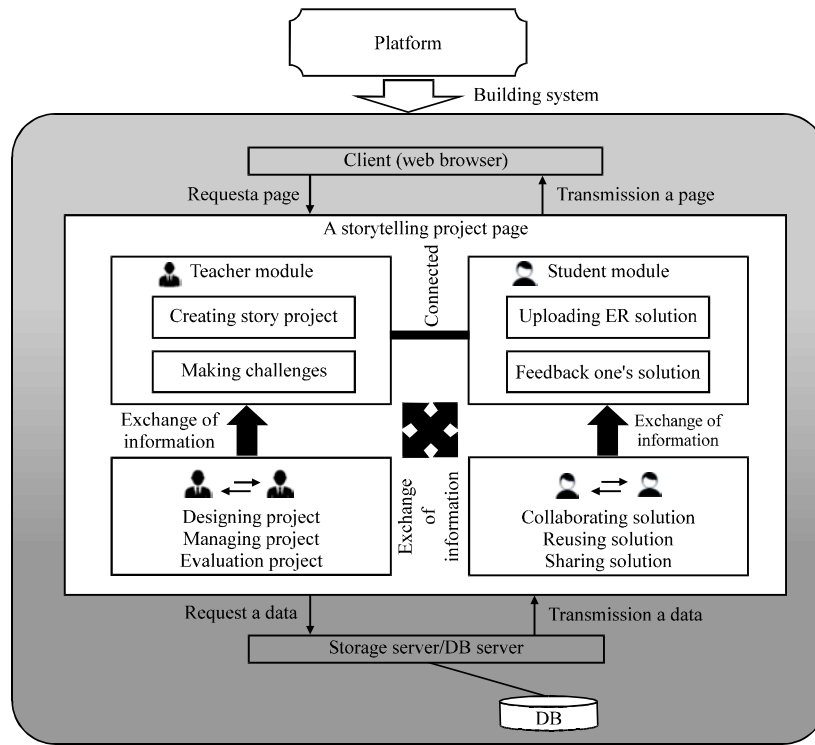 Platform
Building system
Client (web browser)
Requesta page
Transmission a page
A storytelling project page
Teacher module
Creating story project
Making challenges
Connected
Student module
Uploading ER solution
Feedback one's solution
Exchange of
information
Exchange of
information
Exchange
of
information
Designing project
Managing project
Evaluation project
Collaborating solution
Reusing solution
Sharing solution
Request a data
Transmission a data
Storage server/DB server
DB